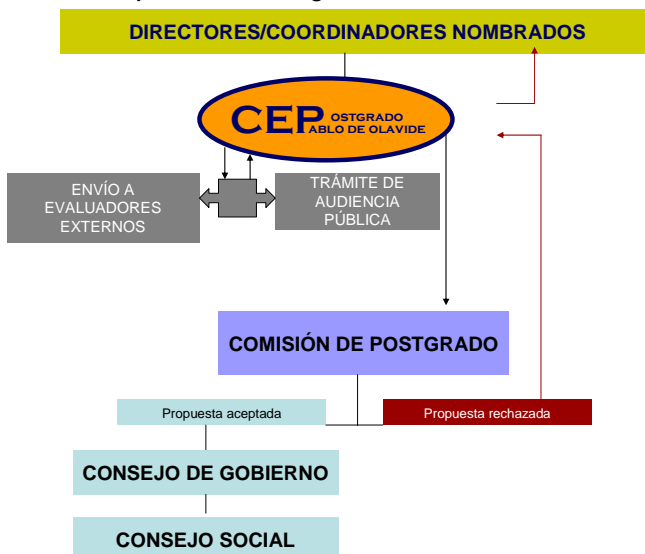 DIRECTORES/COORDINADORES NOMBRADOS
CEP OSTGRADO
ABLO DE OLAVIDE
ENVÍO A
EVALUADORES
EXTERNOS
TRÁMITE DE
AUDIENCIA
PÚBLICA
COMISIÓN DE POSTGRADO
Propuesta aceptada
Propuesta rechazada
CONSEJO DE GOBIERNO
CONSEJO SOCIAL